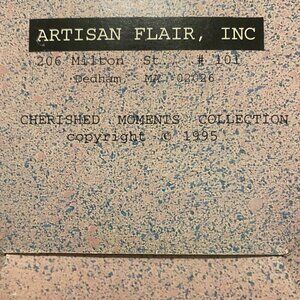 ARTISAN FLAIR, INC
206 Milton St. # 101
Dedham, MA 02026
CHERISHED MOMENTS COLLECTION
copyright © 1995